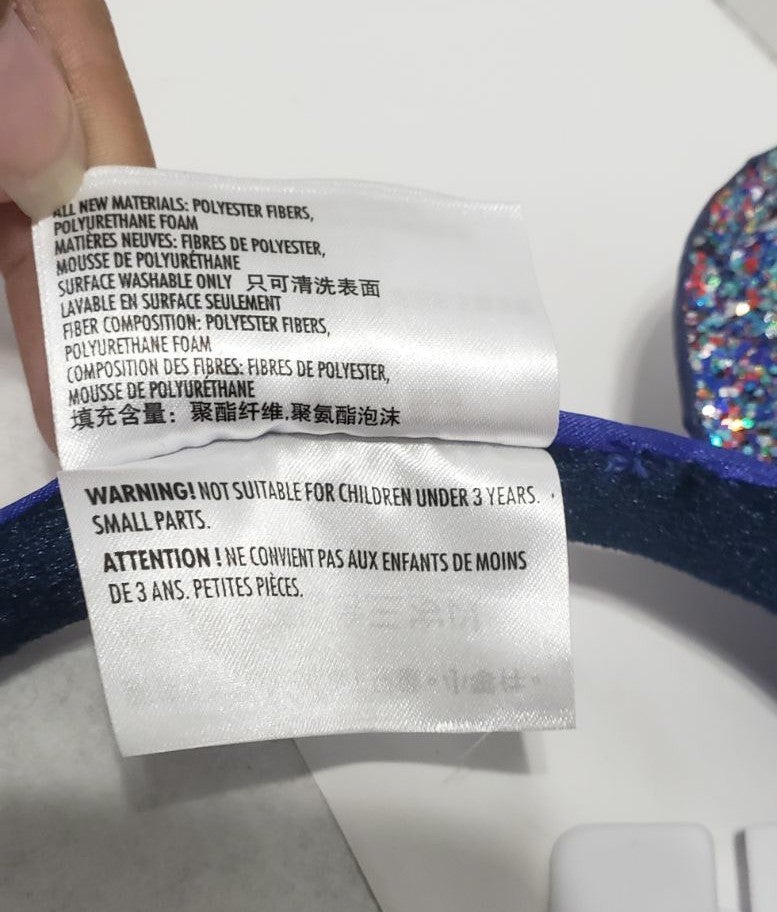 ALL NEW MATERIALS: POLYESTER FIBERS,
POLYURETHANE FOAM
MATIÈRES NEUVES: FIBRES DE POLYESTER,
MOUSSE DE POLYURÉTHANE
SURFACE WASHABLE ONLY 只可清洗表面
LAVABLE EN SURFACE SEULEMENT
FIBER COMPOSITION: POLYESTER FIBERS,
POLYURETHANE FOAM
COMPOSITION DES FIBRES: FIBRES DE POLYESTER,
MOUSSE DE POLYURÉTHANE
填充含量：聚酯纤维.聚氨酯泡沫
WARNING! NOT SUITABLE FOR CHILDREN UNDER 3 YEARS.
SMALL PARTS.
ATTENTION ! NE CONVIENT PAS AUX ENFANTS DE MOINS
DE 3 ANS. PETITES PIÈCES.